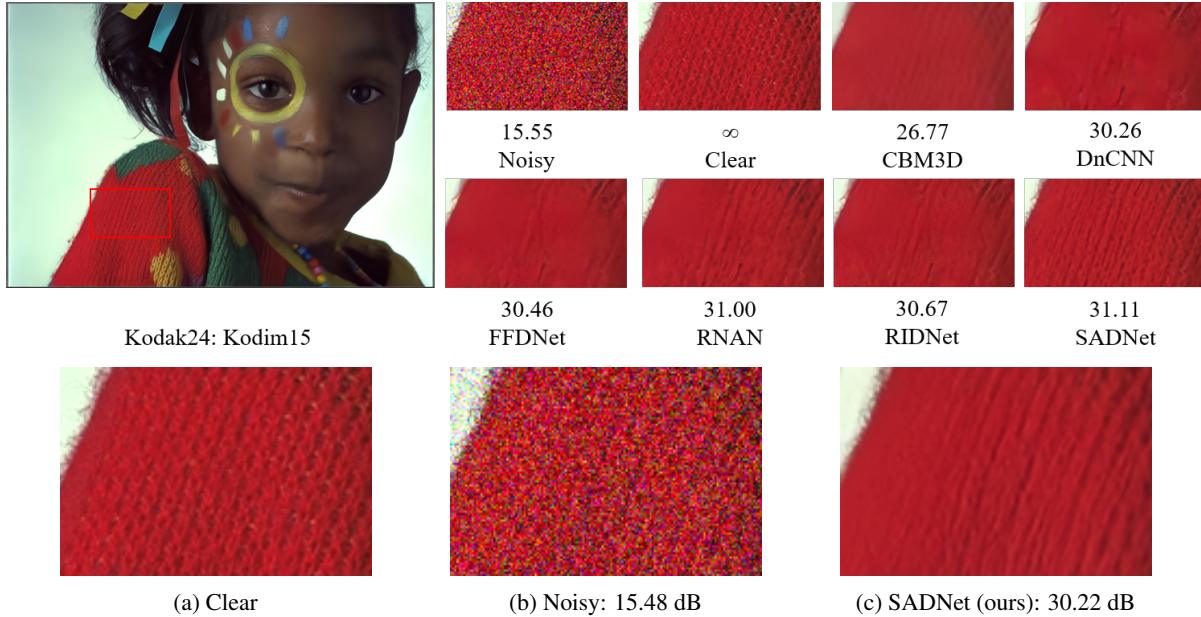 15.55
Noisy
∞
Clear
26.77
CBM3D
30.26
DnCNN
30.46
FFDNet
31.00
RNAN
30.67
RIDNet
31.11
SADNet
Kodak24: Kodim15
(a) Clear
(b) Noisy: 15.48 dB
(c) SADNet (ours): 30.22 dB